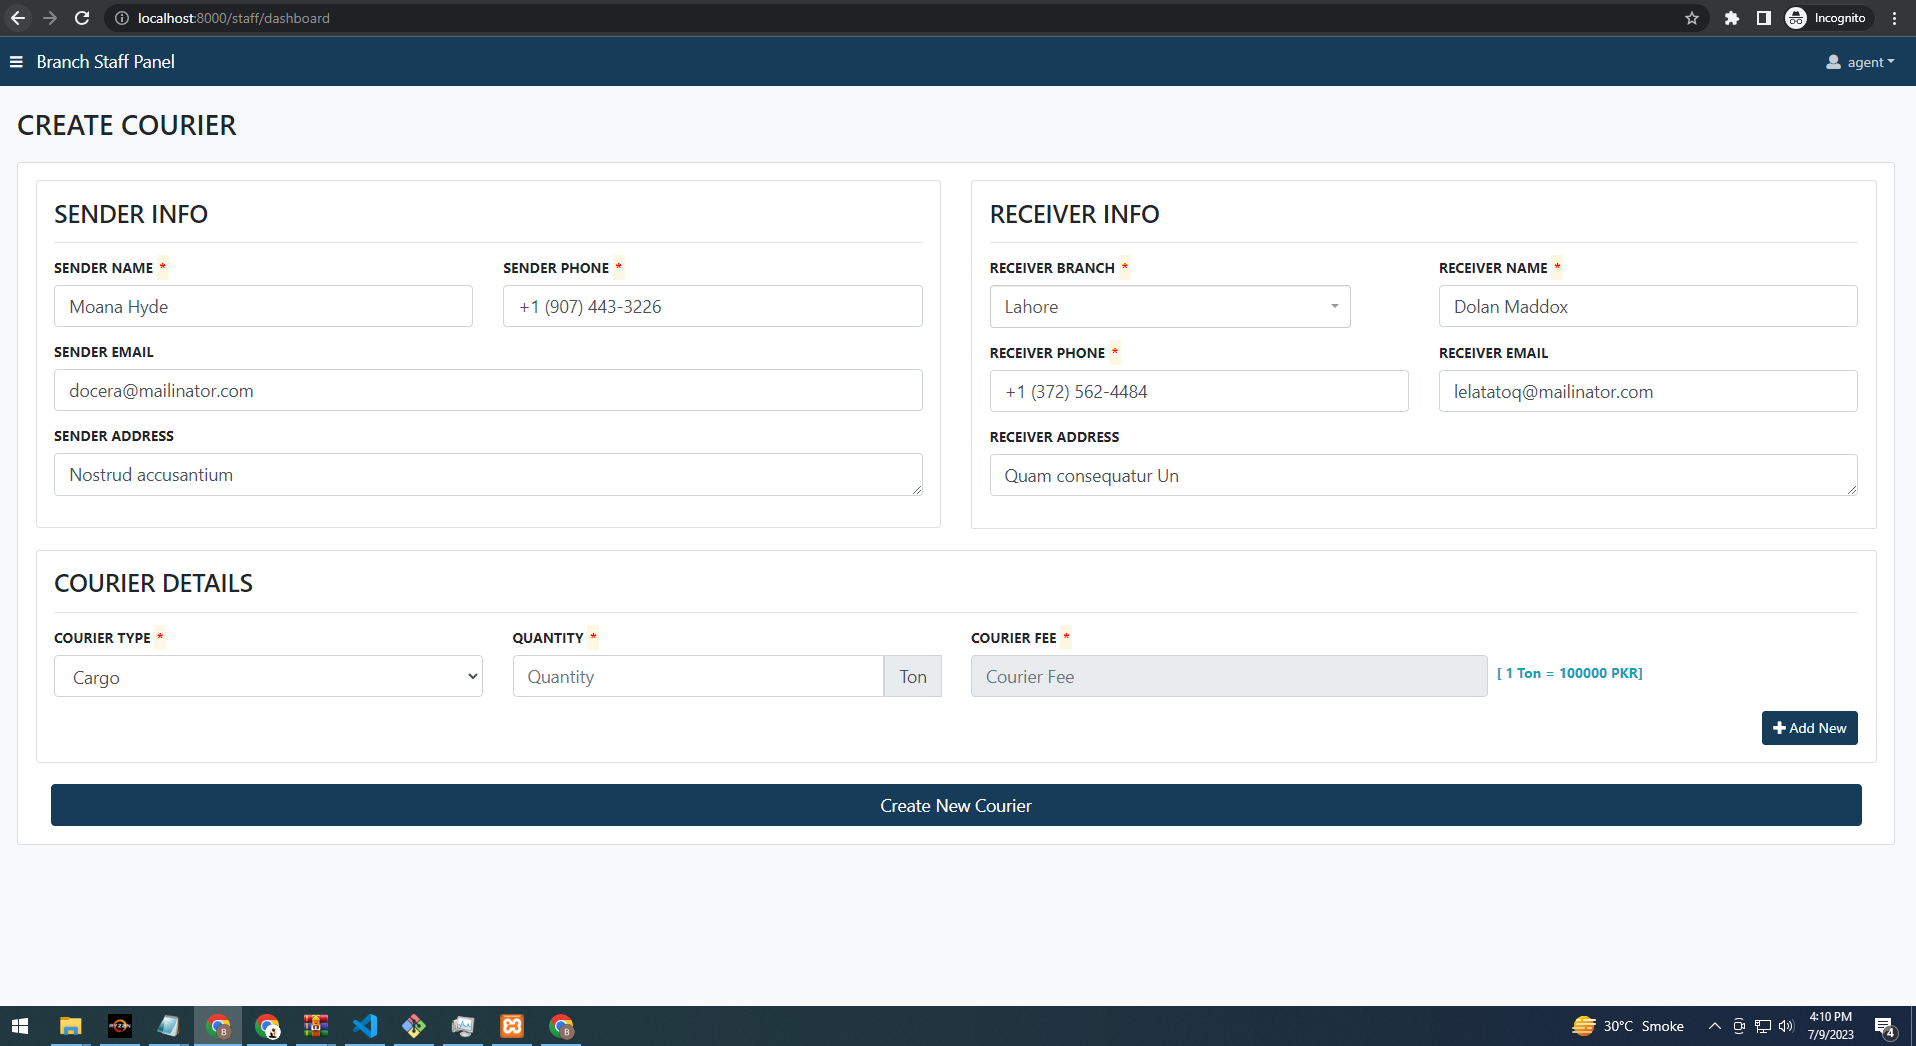 localhost:8000/staff/dashboard
Incognito
Branch Staff Panel
agent
CREATE COURIER
SENDER INFO
SENDER NAME *
SENDER PHONE *
Moana Hyde
+1 (907) 443-3226
SENDER EMAIL
docera@mailinator.com
SENDER ADDRESS
Nostrud accusantium
RECEIVER INFO
RECEIVER BRANCH *
RECEIVER NAME *
Lahore
Dolan Maddox
RECEIVER PHONE *
RECEIVER EMAIL
+1 (372) 562-4484
lelatatoq@mailinator.com
RECEIVER ADDRESS
Quam consequatur Un
COURIER DETAILS
COURIER TYPE *
QUANTITY *
COURIER FEE *
Cargo
Quantity
Ton
Courier Fee
[ 1 Ton = 100000 PKR]
Add New
Create New Courier
RYZEN
B
B
30°C Smoke
4:10 PM
7/9/2023
4